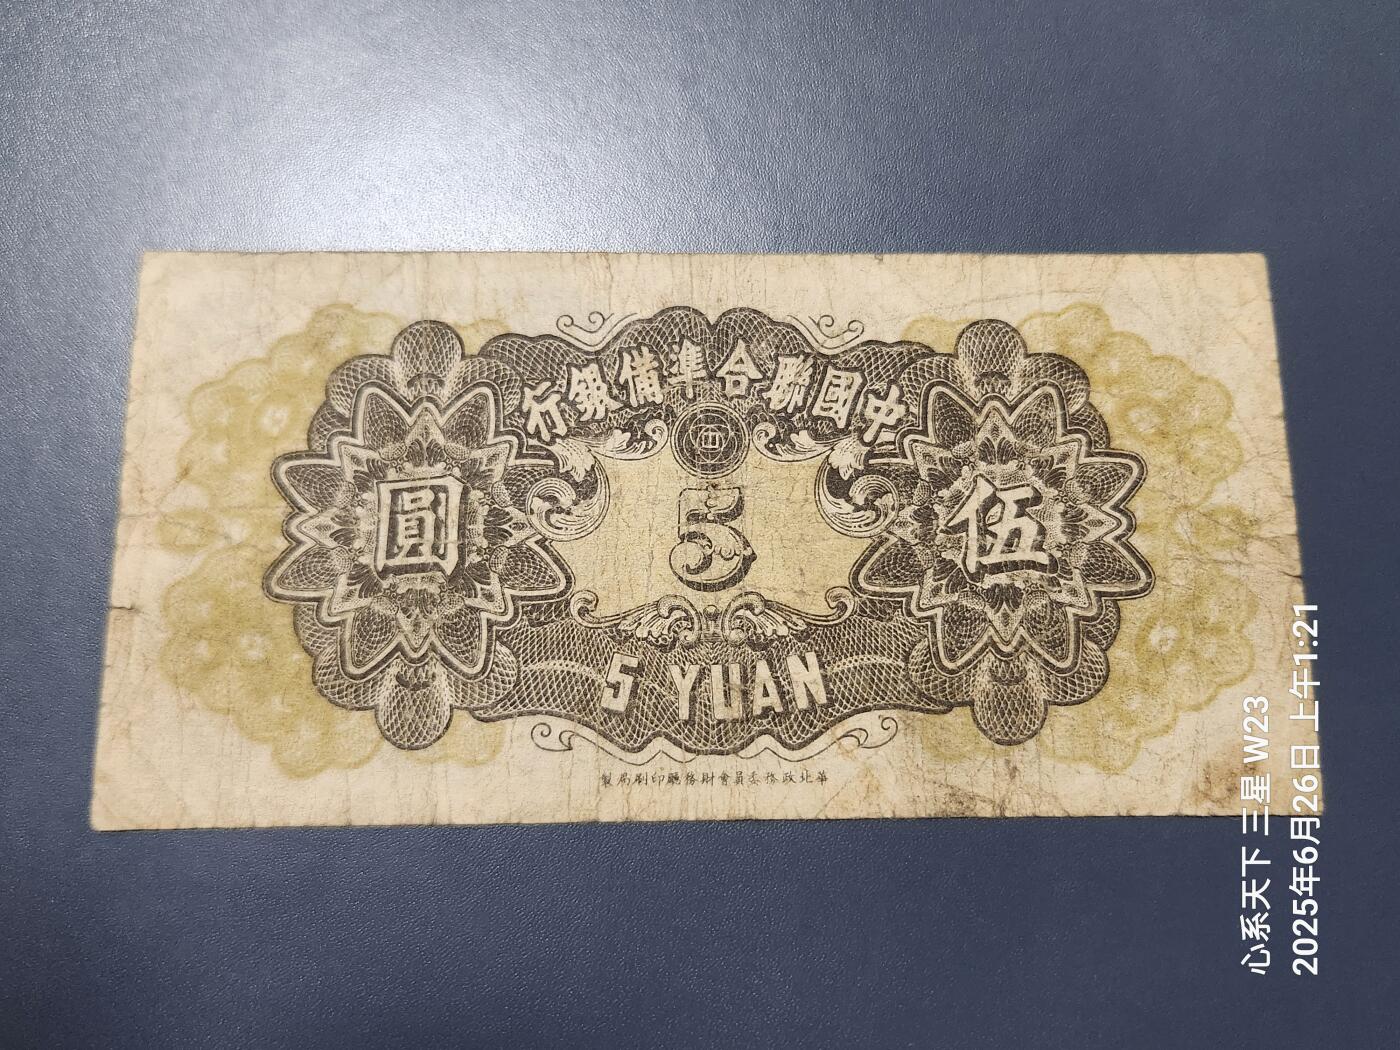 中國聯合準備銀行
伍
圓
5
5 YUAN
華北政務委員會財務廳印刷局製
心系天下 三星 W23
2025年6月26日 上午1:21